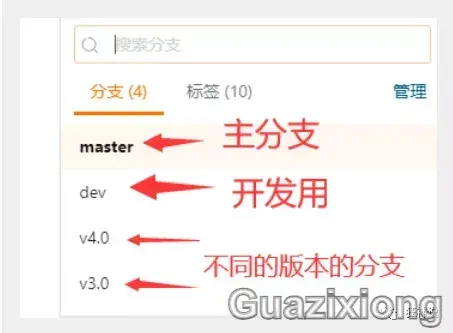 搜索分支
分支 (4) 标签 (10) 管理
master 主分支
dev 开发用
v4.0
不同的版本的分支
v3.0
Guazixiong